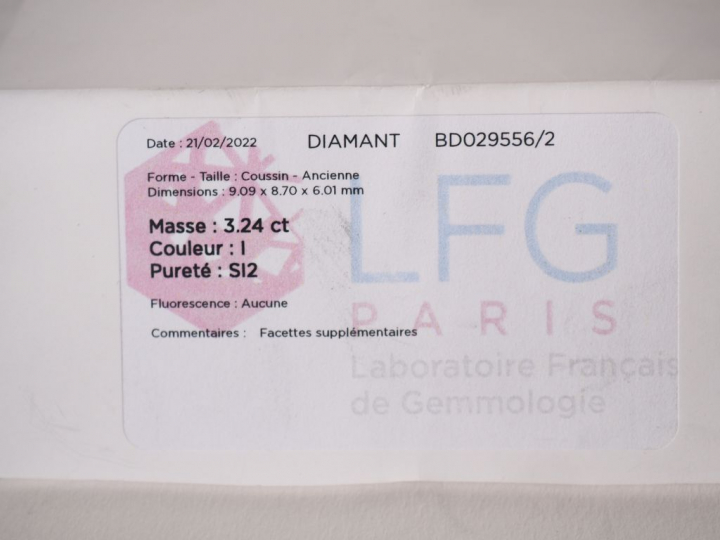 Date : 21/02/2022 DIAMANT BD029556/2
Forme - Taille : Coussin - Ancienne
Dimensions : 9.09 x 8.70 x 6.01 mm
Masse : 3.24 ct
Couleur : I
Pureté : SI2
Fluorescence : Aucune
Commentaires : Facettes supplémentaires
LFG
PARIS
Laboratoire Français
de Gemmologie